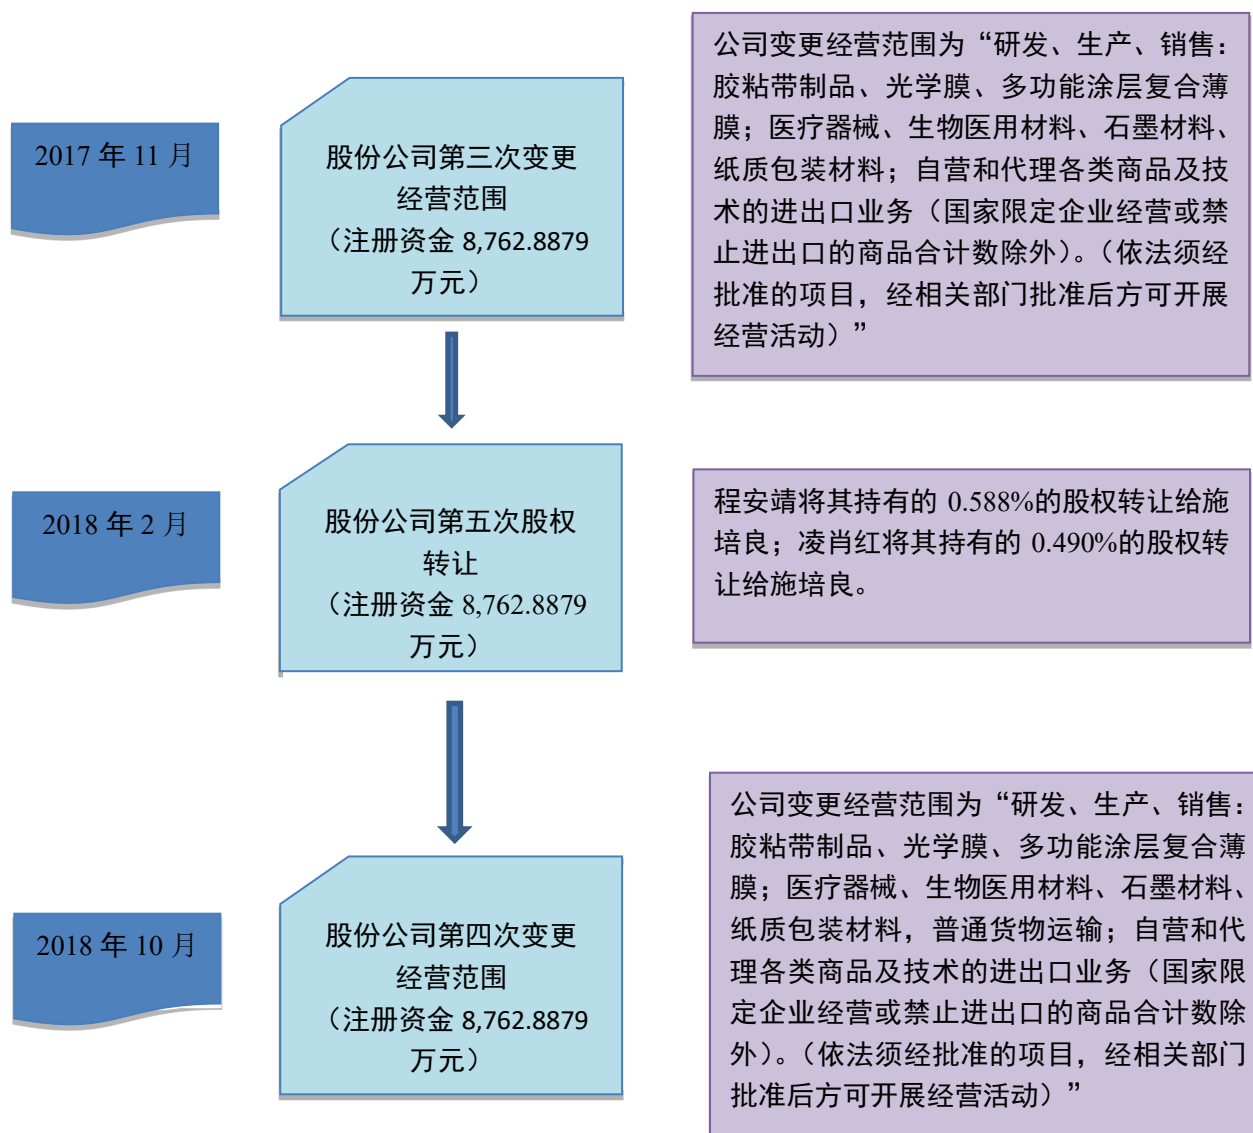 2017 年 11 月
股份公司第三次变更
经营范围
（注册资金 8,762.8879
万元）
公司变更经营范围为“研发、生产、销售：
胶粘带制品、光学膜、多功能涂层复合薄
膜；医疗器械、生物医用材料、石墨材料、
纸质包装材料；自营和代理各类商品及技
术的进出口业务（国家限定企业经营或禁
止进出口的商品合计数除外）。（依法须经
批准的项目，经相关部门批准后方可开展
经营活动）”
2018 年 2 月
股份公司第五次股权
转让
（注册资金 8,762.8879
万元）
程安靖将其持有的 0.588%的股权转让给施
培良；凌肖红将其持有的 0.490%的股权转
让给施培良。
2018 年 10 月
股份公司第四次变更
经营范围
（注册资金 8,762.8879
万元）
公司变更经营范围为“研发、生产、销售：
胶粘带制品、光学膜、多功能涂层复合薄
膜；医疗器械、生物医用材料、石墨材料、
纸质包装材料，普通货物运输；自营和代
理各类商品及技术的进出口业务（国家限
定企业经营或禁止进出口的商品合计数除
外）。（依法须经批准的项目，经相关部门
批准后方可开展经营活动）”